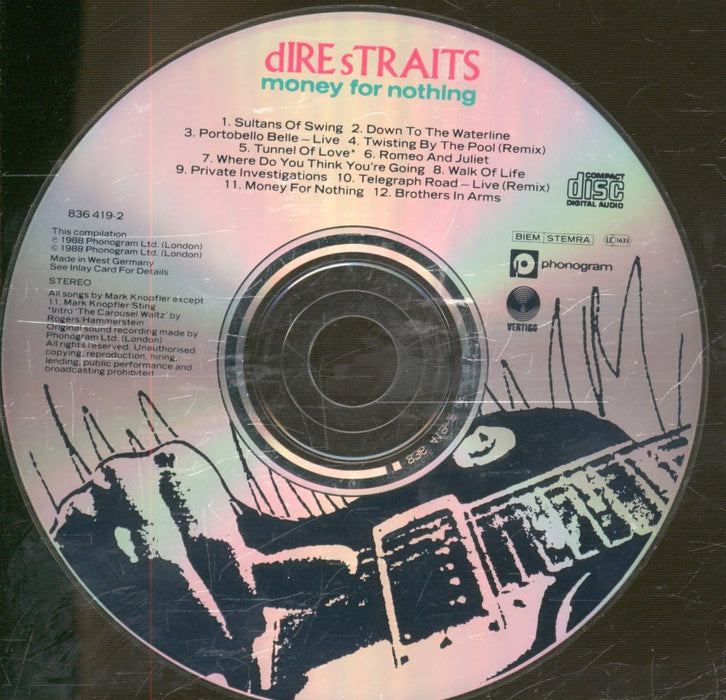 dIREsTRAITS
money for nothing
1. Sultans Of Swing 2. Down To The Waterline
3. Portobello Belle – Live 4. Twisting By The Pool (Remix)
5. Tunnel Of Love* 6. Romeo And Juliet
7. Where Do You Think You're Going 8. Walk Of Life
9. Private Investigations 10. Telegraph Road – Live (Remix)
11. Money For Nothing 12. Brothers In Arms
COMPACT
disc
DIGITAL AUDIO
836 419-2
This compilation
℗ 1988 Phonogram Ltd. (London)
© 1988 Phonogram Ltd. (London)
Made in West Germany
See Inlay Card For Details
STEREO
All songs by Mark Knopfler except
11. Mark Knopfler/Sting
*Intro 'The Carousel Waltz' by
Rogers/Hammerstein
Original sound recording made by
Phonogram Ltd. (London)
All rights reserved. Unauthorised
copying, reproduction, hiring,
lending, public performance and
broadcasting prohibited
BIEM STEMRA LC 1633
phonogram
VERTIGO